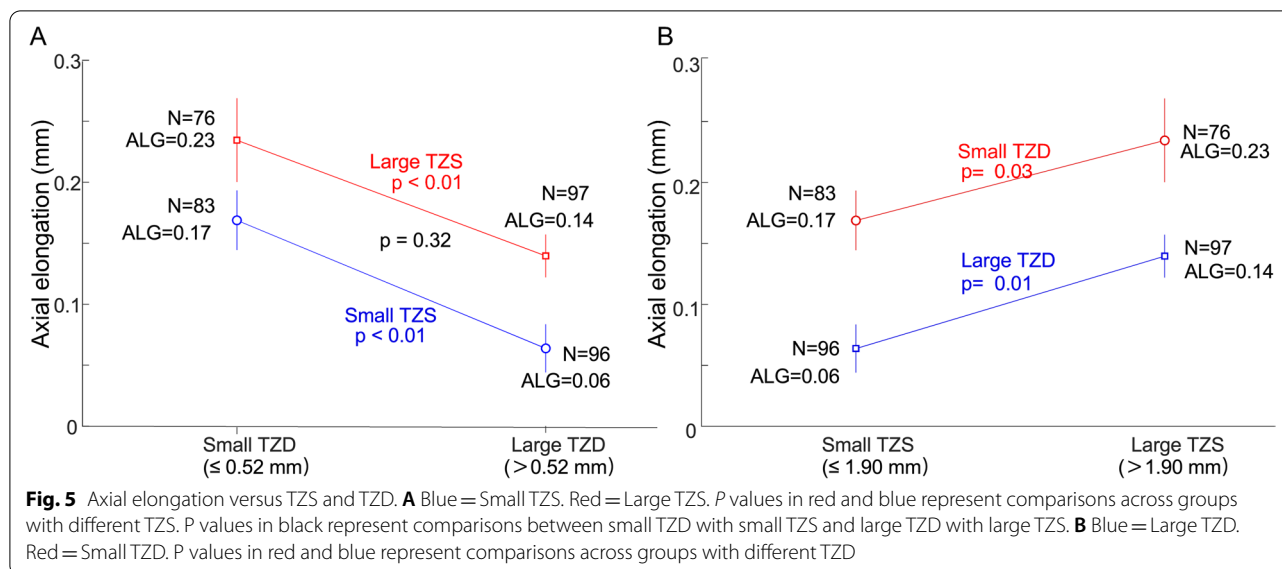 A
Axial elongation (mm)
0.3
0.2
0.1
0
N=76
ALG=0.23
N=83
ALG=0.17
Large TZS
p < 0.01
p = 0.32
Small TZS
p < 0.01
N=97
ALG=0.14
N=96
ALG=0.06
Small TZD
(≤ 0.52 mm)
Large TZD
(> 0.52 mm)
B
Axial elongation (mm)
0.3
0.2
0.1
0
N=83
ALG=0.17
N=96
ALG=0.06
Small TZD
p= 0.03
Large TZD
p= 0.01
N=76
ALG=0.23
N=97
ALG=0.14
Small TZS
(≤ 1.90 mm)
Large TZS
(> 1.90 mm)
Fig. 5 Axial elongation versus TZS and TZD. A Blue = Small TZS. Red = Large TZS. P values in red and blue represent comparisons across groups
with different TZS. P values in black represent comparisons between small TZD with small TZS and large TZD with large TZS. B Blue = Large TZD.
Red = Small TZD. P values in red and blue represent comparisons across groups with different TZD